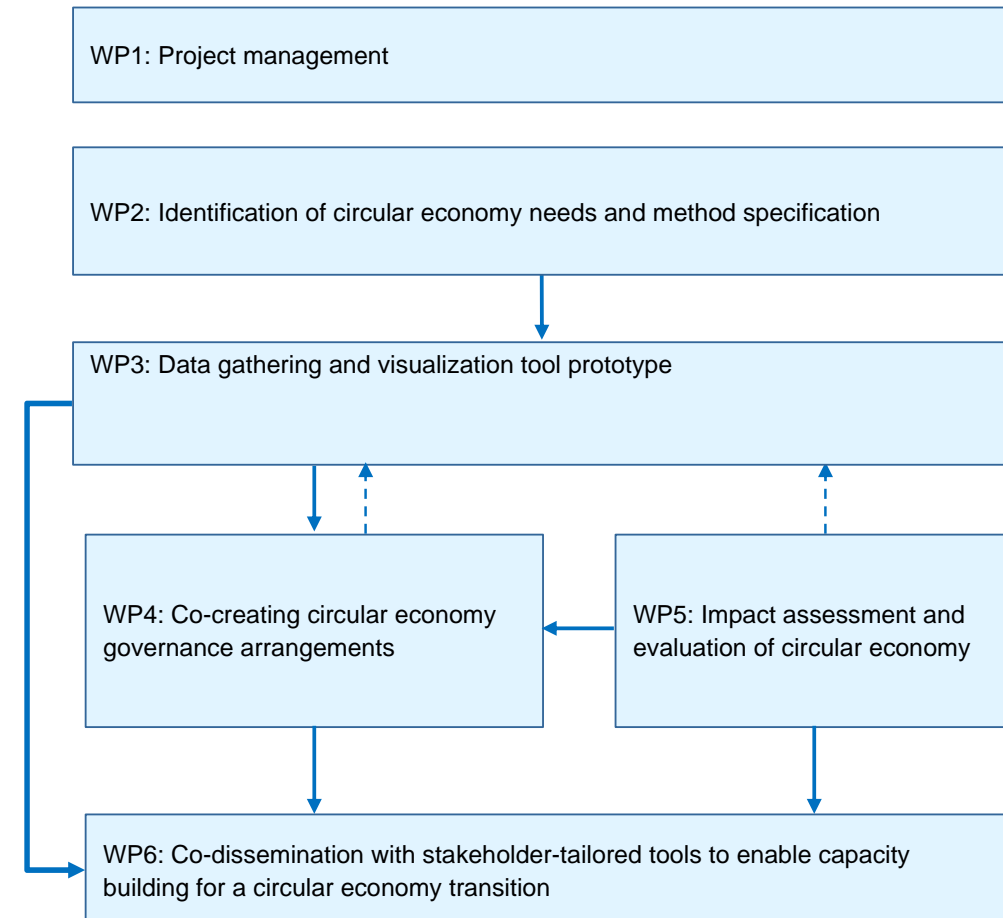 WP1: Project management
WP2: Identification of circular economy needs and method specification
WP3: Data gathering and visualization tool prototype
WP4: Co-creating circular economy
governance arrangements
WP5: Impact assessment and
evaluation of circular economy
WP6: Co-dissemination with stakeholder-tailored tools to enable capacity
building for a circular economy transition